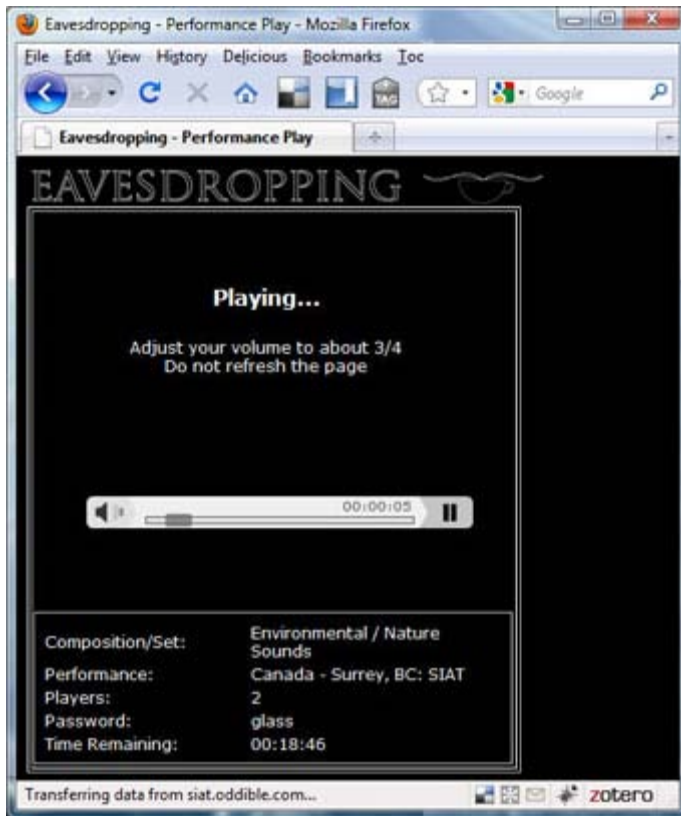 Eavesdropping - Performance Play - Mozilla Firefox
File Edit View History Delicious Bookmarks Toc
Google
Eavesdropping - Performance Play
EAVESDROPPING
Playing...
Adjust your volume to about 3/4
Do not refresh the page
00:00:05
Composition/Set: Environmental / Nature
Sounds
Performance: Canada - Surrey, BC: SIAT
Players: 2
Password: glass
Time Remaining: 00:18:46
Transferring data from siat.oddible.com...
zotero